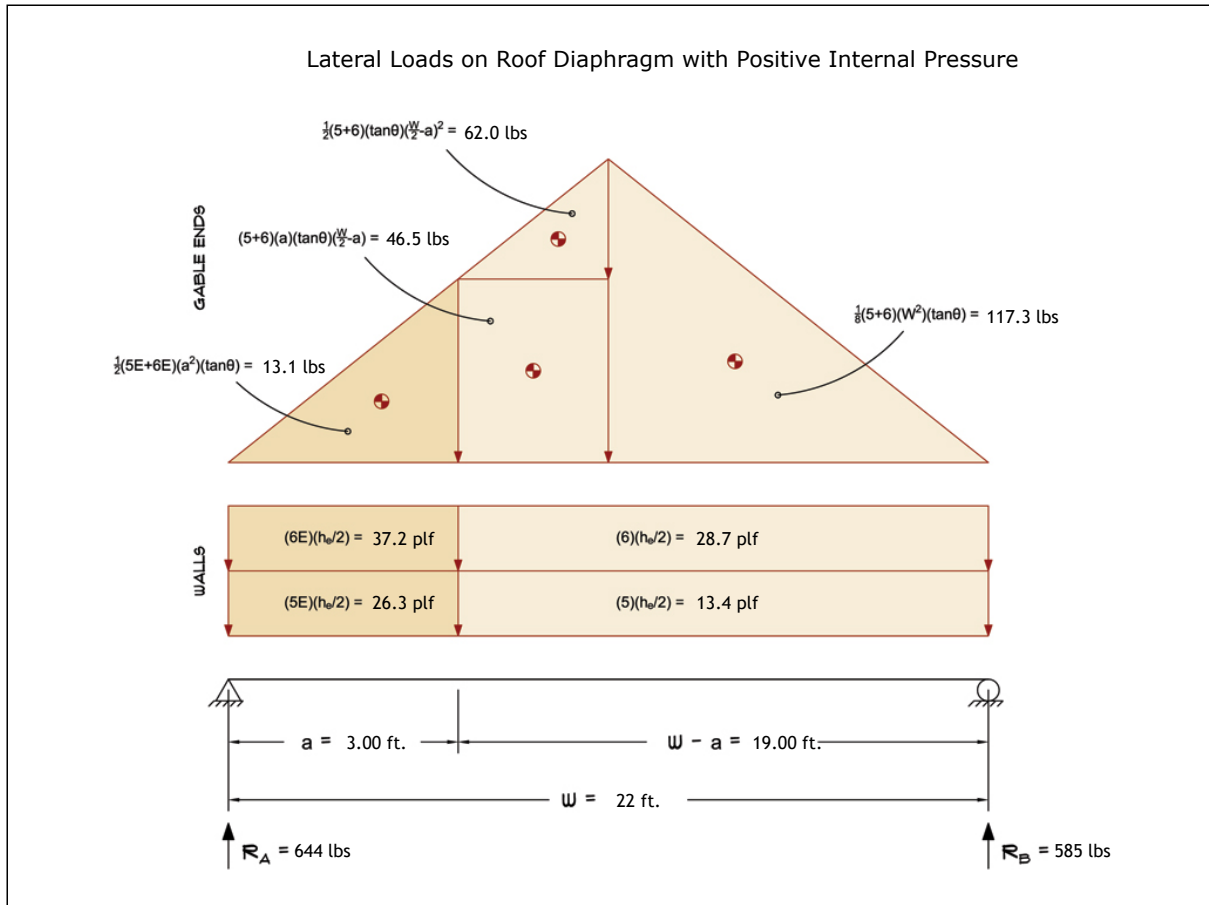 Lateral Loads on Roof Diaphragm with Positive Internal Pressure
½(5+6)(tanθ)(W/2-a)² = 62.0 lbs
GABLE ENDS
(5+6)(a)(tanθ)(W/2-a) = 46.5 lbs
⅛(5+6)(W²)(tanθ) = 117.3 lbs
½(5E+6E)(a²)(tanθ) = 13.1 lbs
WALLS
(6E)(hₑ/2) = 37.2 plf
(6)(hₑ/2) = 28.7 plf
(5E)(hₑ/2) = 26.3 plf
(5)(hₑ/2) = 13.4 plf
a = 3.00 ft.
W - a = 19.00 ft.
W = 22 ft.
R_A = 644 lbs
R_B = 585 lbs